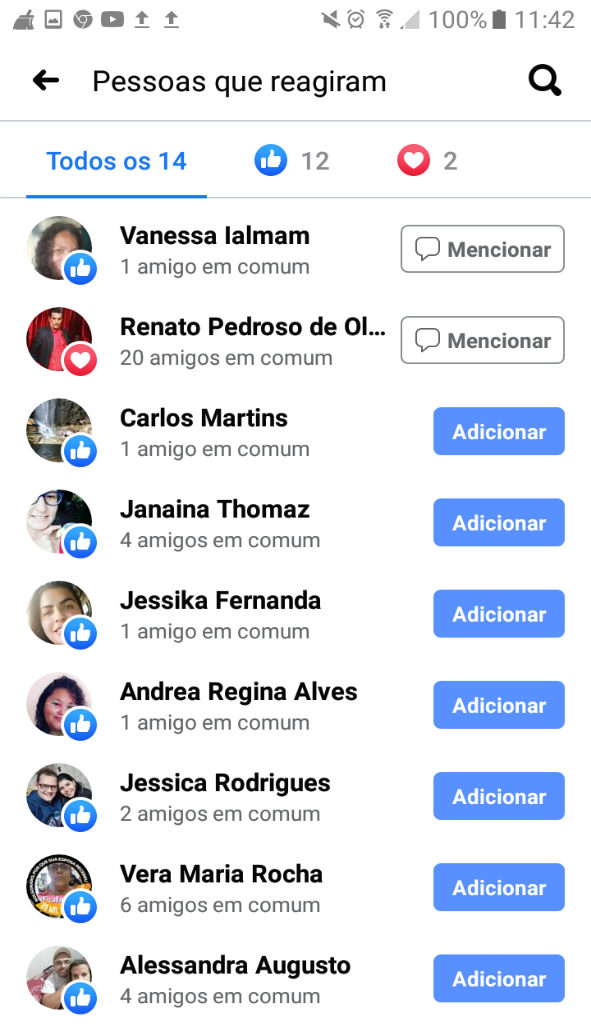 100% 11:42
Pessoas que reagiram
Todos os 14 12 2
Vanessa Ialmam
1 amigo em comum
Mencionar
Renato Pedroso de Ol...
20 amigos em comum
Mencionar
Carlos Martins
1 amigo em comum
Adicionar
Janaina Thomaz
4 amigos em comum
Adicionar
Jessika Fernanda
1 amigo em comum
Adicionar
Andrea Regina Alves
1 amigo em comum
Adicionar
Jessica Rodrigues
2 amigos em comum
Adicionar
Vera Maria Rocha
6 amigos em comum
Adicionar
Alessandra Augusto
4 amigos em comum
Adicionar